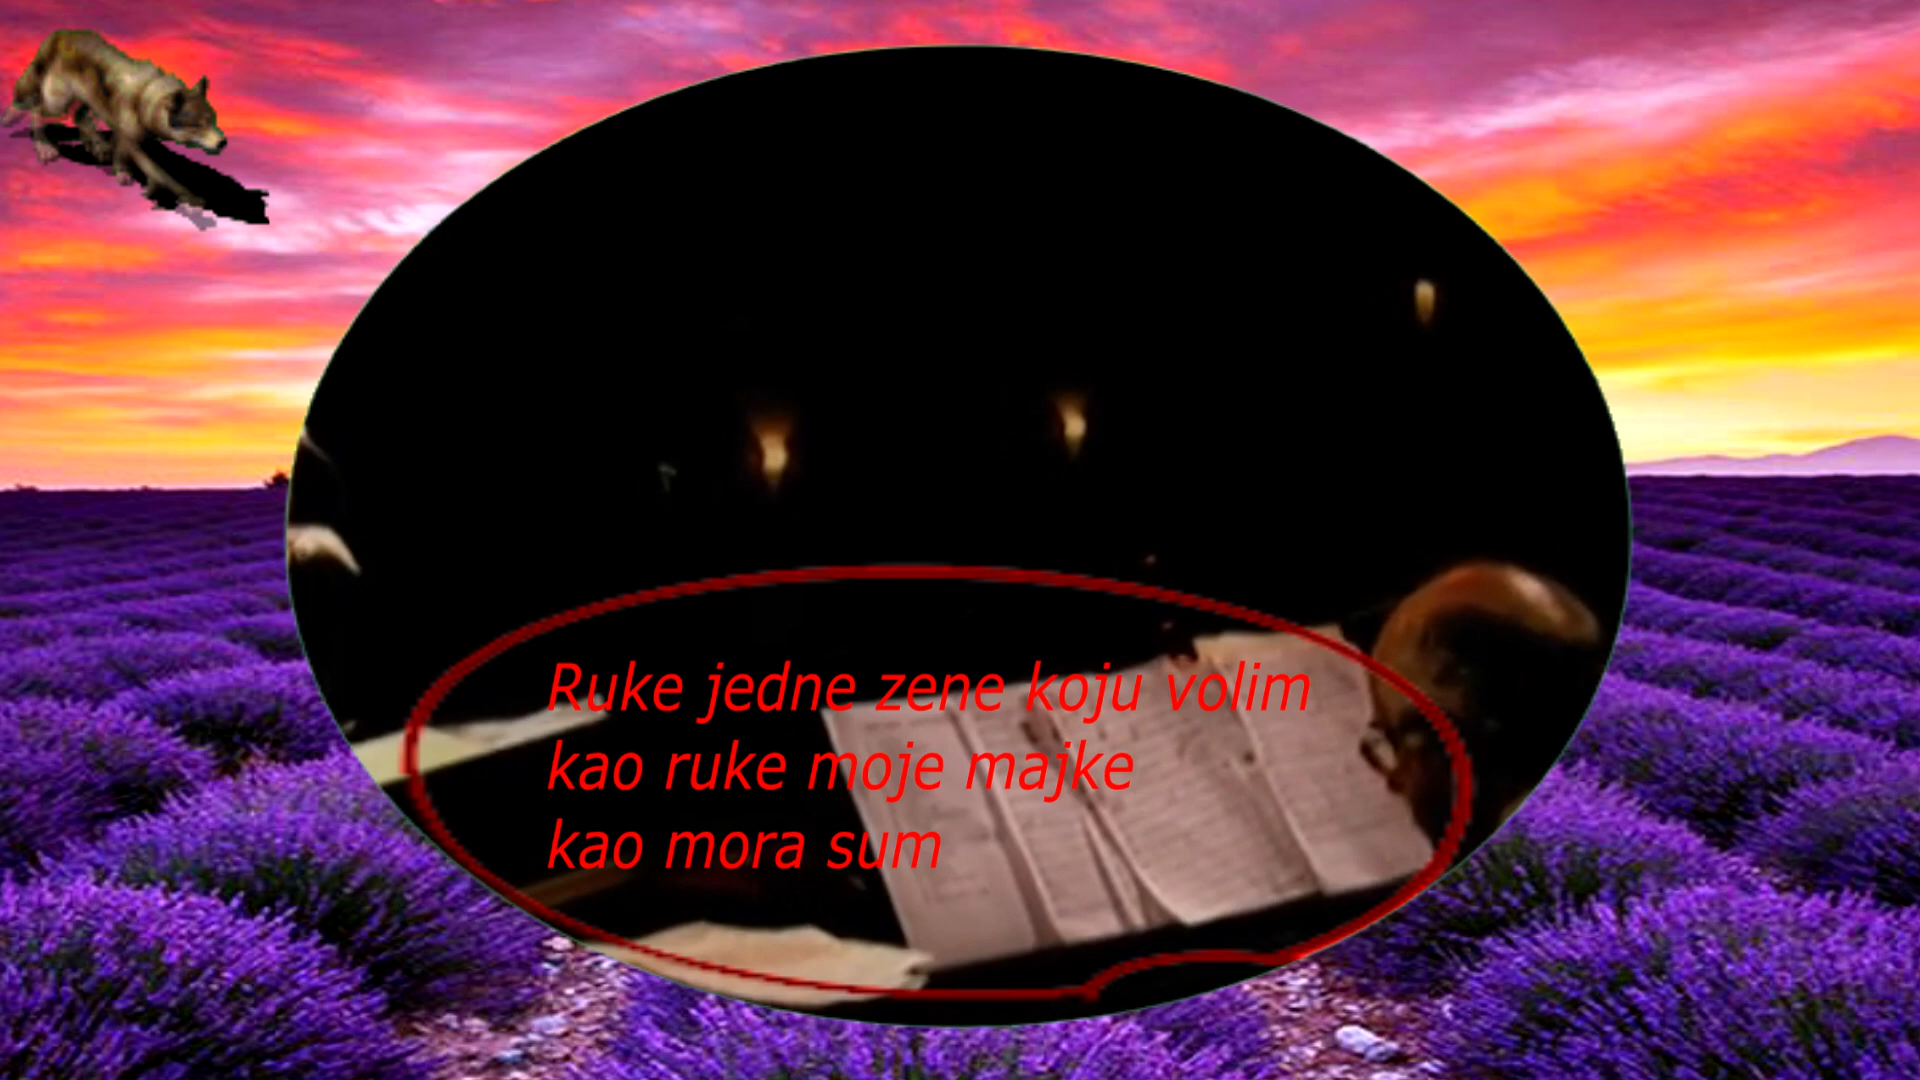 Ruke jedne zene koju volim
kao ruke moje majke
kao mora sum